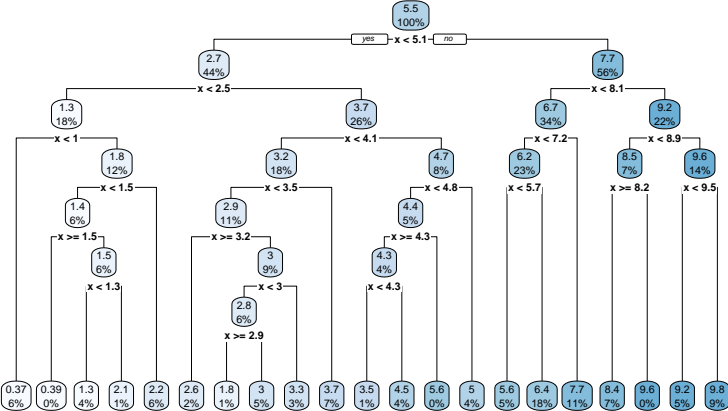 5.5
100%
yes x < 5.1 no
2.7
44%
7.7
56%
x < 2.5
x < 8.1
1.3
18%
3.7
26%
6.7
34%
9.2
22%
x < 1
x < 4.1
x < 7.2
x < 8.9
1.8
12%
3.2
18%
4.7
8%
6.2
23%
8.5
7%
9.6
14%
x < 1.5
x < 3.5
x < 4.8
x < 5.7
x >= 8.2
x < 9.5
1.4
6%
2.9
11%
4.4
5%
x >= 1.5
x >= 3.2
x >= 4.3
1.5
6%
3
9%
4.3
4%
x < 1.3
x < 3
x < 4.3
2.8
6%
x >= 2.9
0.37 0.39 1.3 2.1 2.2 2.6 1.8 3 3.3 3.7 3.5 4.5 5.6 5 5.6 6.4 7.7 8.4 9.6 9.2 9.8
6% 0% 4% 1% 6% 2% 1% 5% 3% 7% 1% 4% 0% 4% 5% 18% 11% 7% 0% 5% 9%